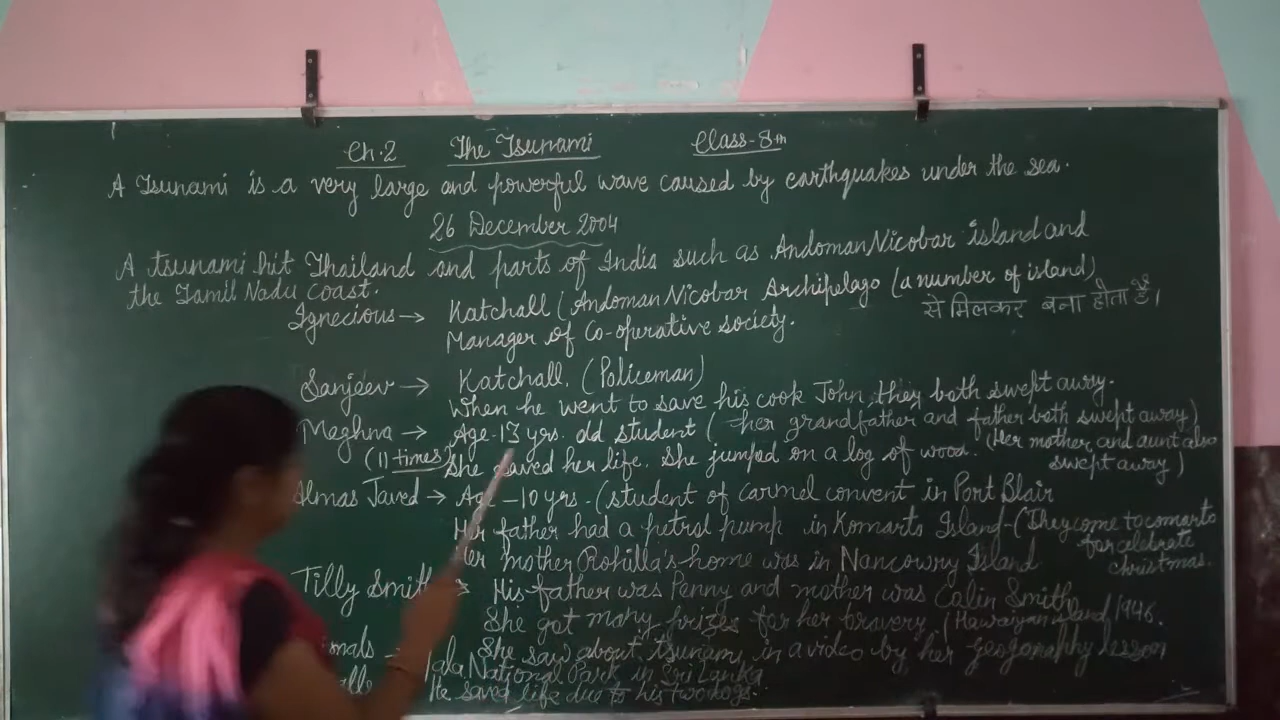 Ch.2 The Tsunami Class-8th
A Tsunami is a very large and powerful wave caused by earthquakes under the sea.
26 December 2004
A tsunami hit Thailand and parts of India such as Andoman Nicobar island and
the Tamil Nadu coast.
Ignecious → Katchall (Andoman Nicobar Archipelago (a number of island)
से मिलकर बना होता है।
Manager of Co-operative society.
Sanjeev → Katchall. (Policeman)
When he went to save his cook John, they both swept away.
Meghna → Age-13 yrs. old student ( her grandfather and father both swept away)
(11 times) She saved her life. She jumped on a log of wood. (Her mother and aunt also
swept away)
Almas Javed → Age -10 yrs. (student of Carmel convent in Port Blair
Her father had a petrol pump in Komarts Island-(They come to comarts
for celebrate
christmas.
her mother Rohilla's home was in Nancowry Island
Tilly Smith → His father was Penny and mother was Calin Smith
She got many prizes for her bravery. (Hawaiyan island 1946.
She saw about tsunami in a video by her geography lesson
National Park in Sri Lanka
He saved life due to his two dogs.